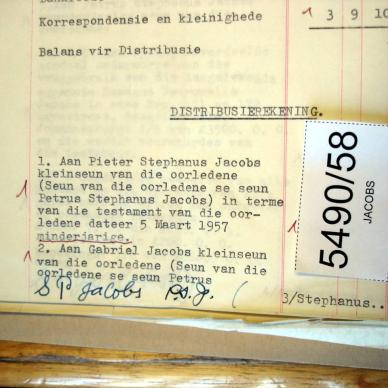 Korrespondensie en kleinighede
1 3 9 10
Balans vir Distribusie
DISTRIBUSIEREKENING.
1. Aan Pieter Stephanus Jacobs
kleinseun van die oorledene
(Seun van die oorledene se seun
Petrus Stephanus Jacobs) in terme
van die testament van die oor-
ledene dateer 5 Maart 1957
minderjarige.
2. Aan Gabriel Jacobs kleinseun
van die oorledene (Seun van die
oorledene se seun Petrus
S P Jacobs P.S.J.
3/Stephanus..
5490/58
JACOBS